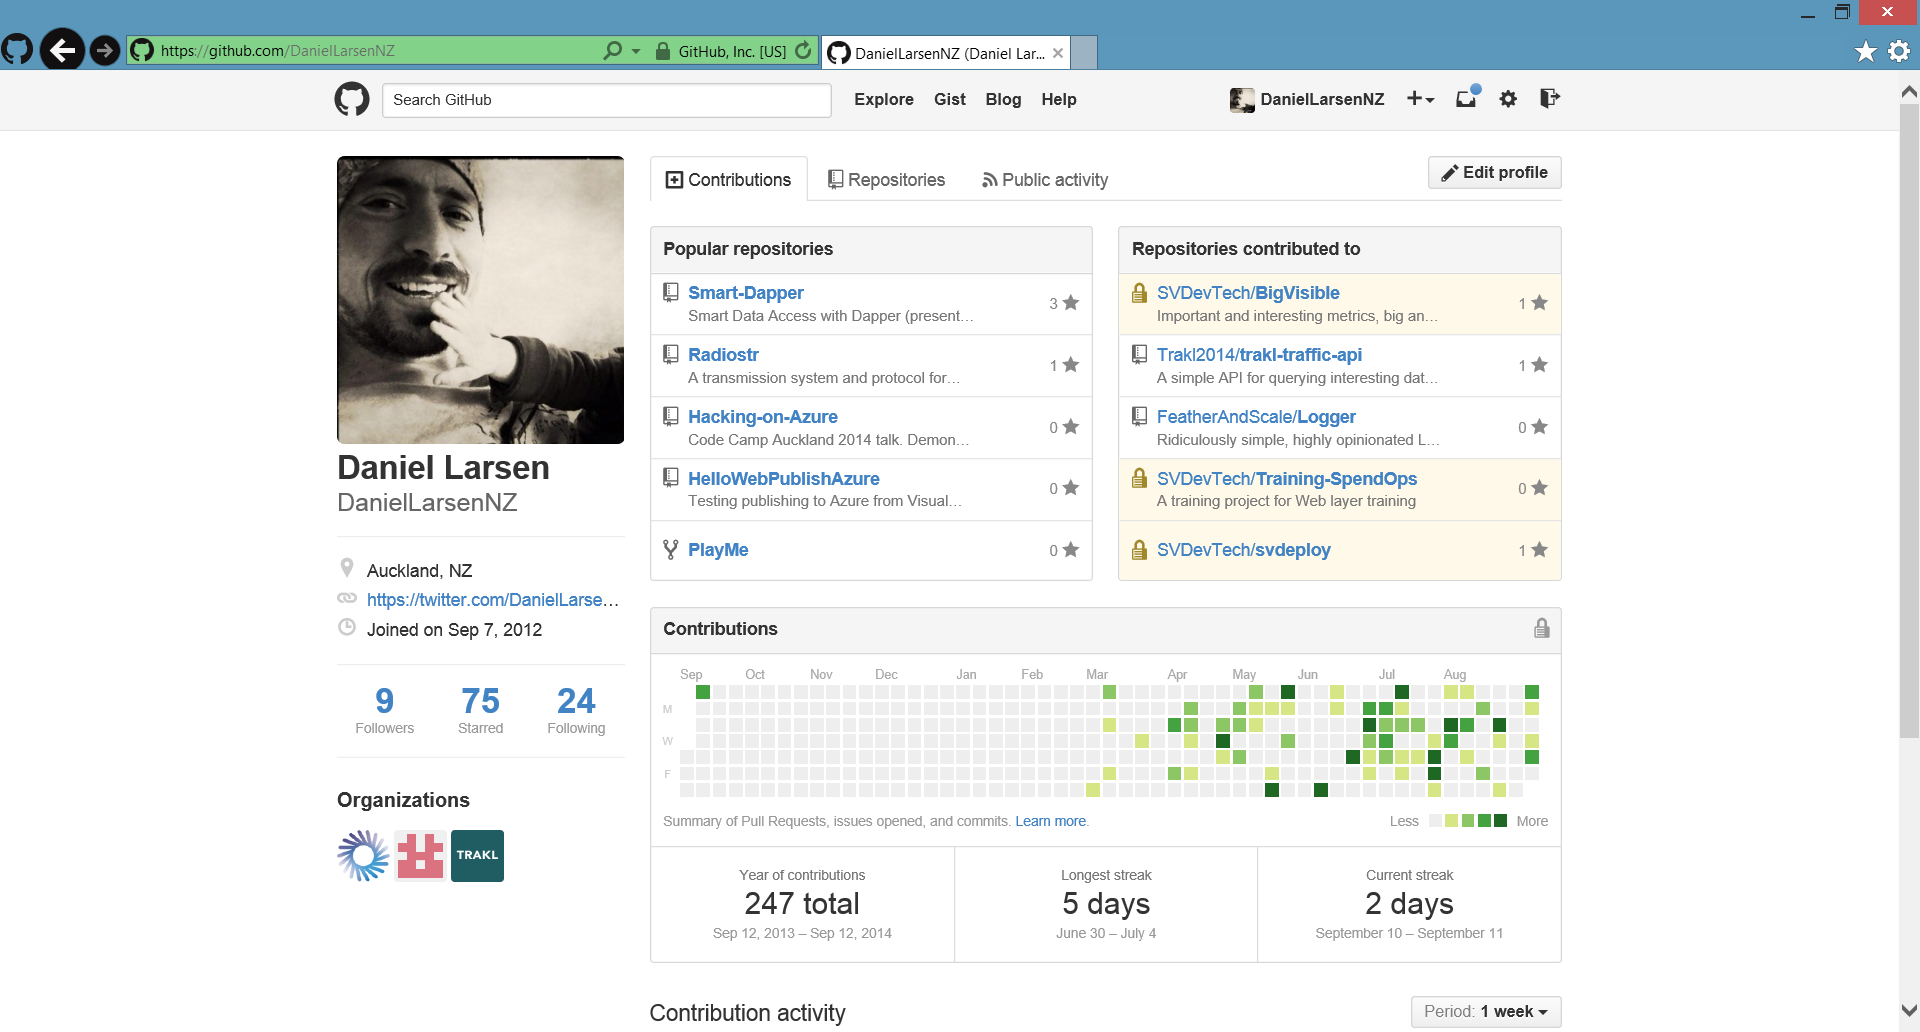 https://github.com/DanielLarsenNZ
GitHub, Inc. [US]
DanielLarsenNZ (Daniel Lar...
Search GitHub
Explore Gist Blog Help
DanielLarsenNZ
Contributions Repositories Public activity
Edit profile
Daniel Larsen
DanielLarsenNZ
Auckland, NZ
https://twitter.com/DanielLarse...
Joined on Sep 7, 2012
9 75 24
Followers Starred Following
Organizations
TRAKL
Popular repositories
Smart-Dapper
Smart Data Access with Dapper (present...
3
Radiostr
A transmission system and protocol for...
1
Hacking-on-Azure
Code Camp Auckland 2014 talk. Demon...
0
HelloWebPublishAzure
Testing publishing to Azure from Visual...
0
PlayMe
0
Repositories contributed to
SVDevTech/BigVisible
Important and interesting metrics, big an...
1
Trakl2014/trakl-traffic-api
A simple API for querying interesting dat...
1
FeatherAndScale/Logger
Ridiculously simple, highly opinionated L...
0
SVDevTech/Training-SpendOps
A training project for Web layer training
0
SVDevTech/svdeploy
1
Contributions
Sep Oct Nov Dec Jan Feb Mar Apr May Jun Jul Aug
M
W
F
Summary of Pull Requests, issues opened, and commits. Learn more.
Less More
Year of contributions
247 total
Sep 12, 2013 – Sep 12, 2014
Longest streak
5 days
June 30 – July 4
Current streak
2 days
September 10 – September 11
Contribution activity
Period: 1 week